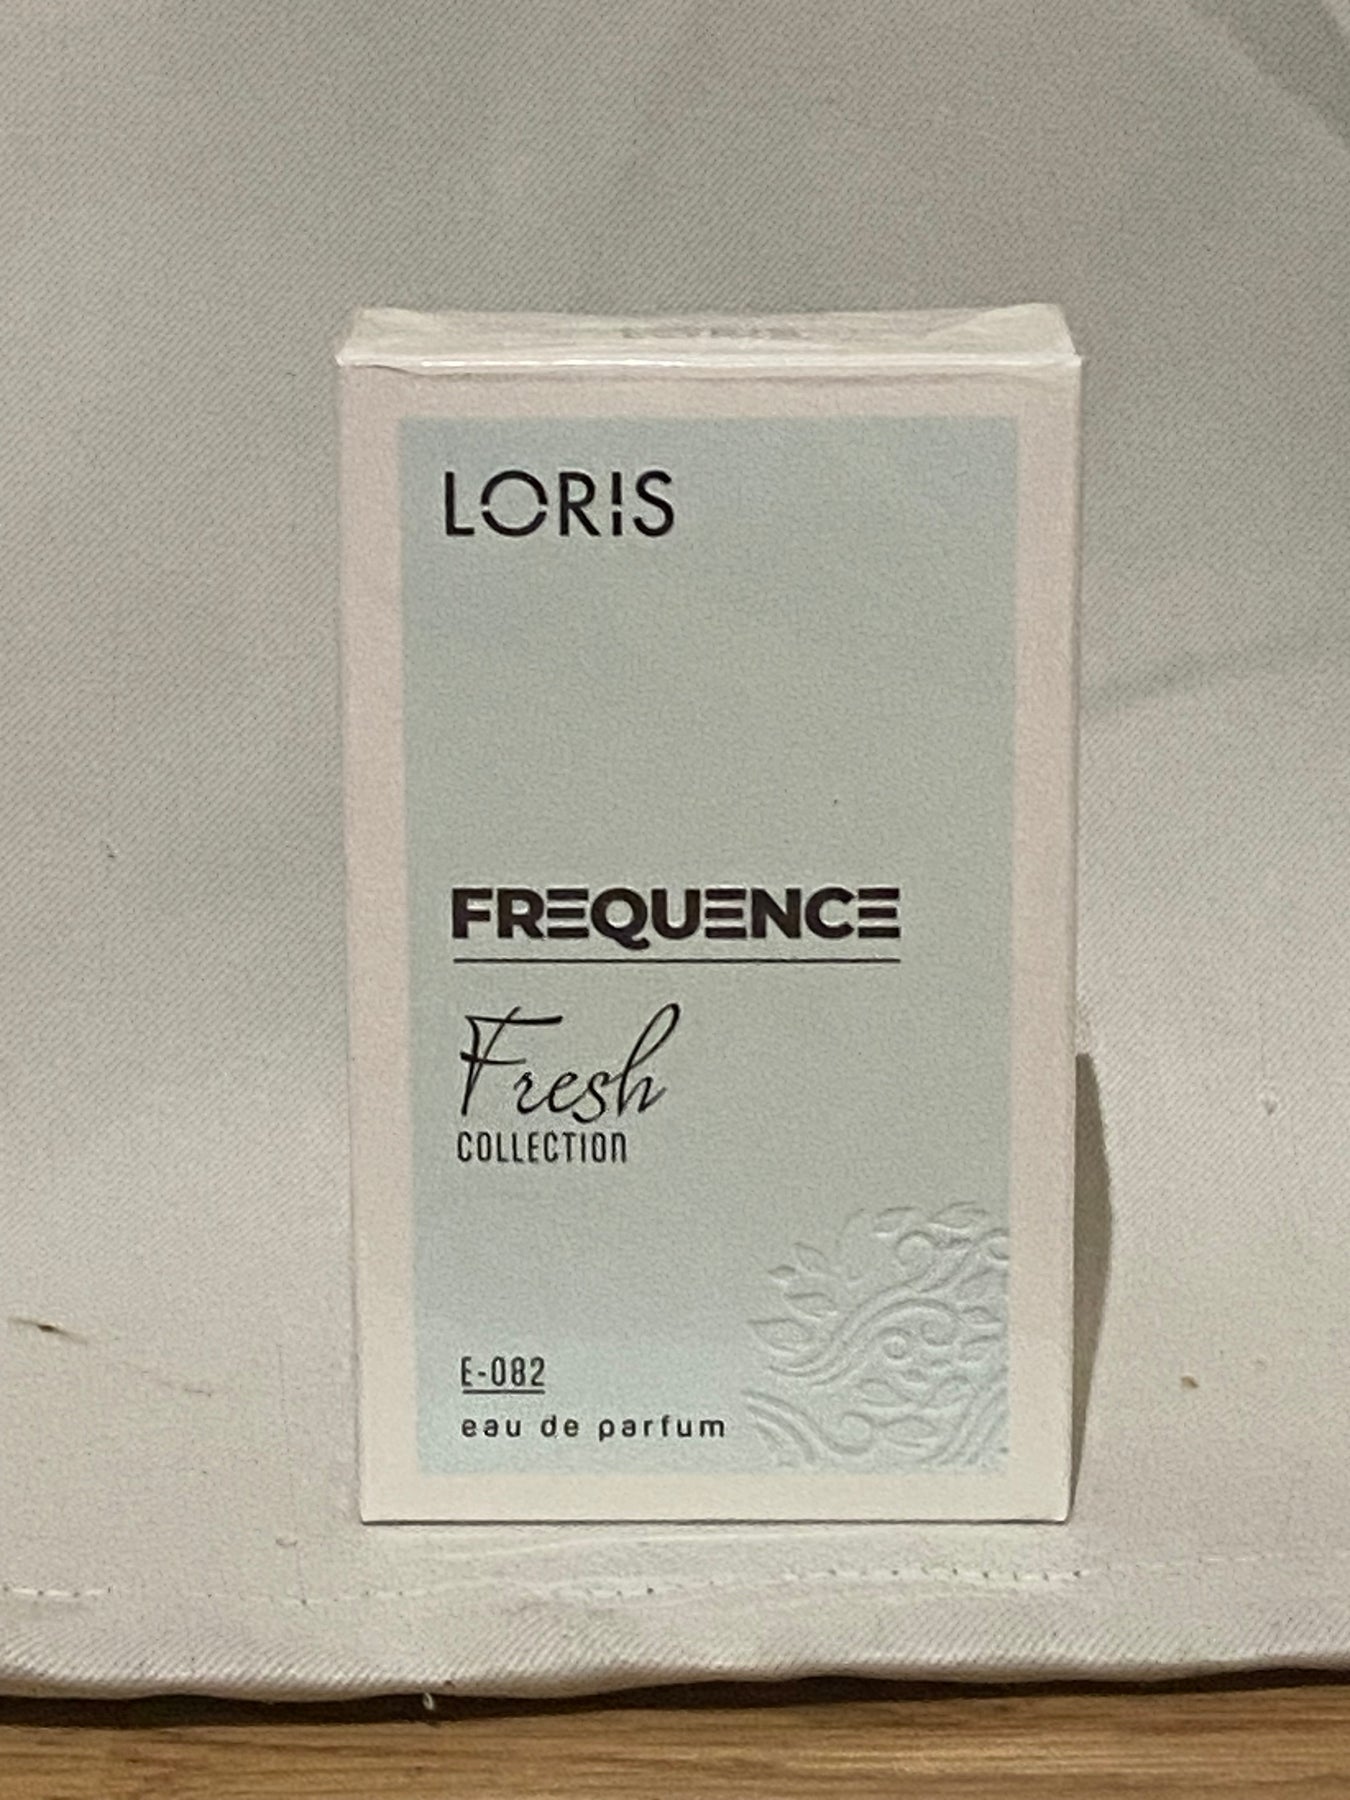 LORIS
FREQUENCE
Fresh
COLLECTION
E-082
eau de parfum